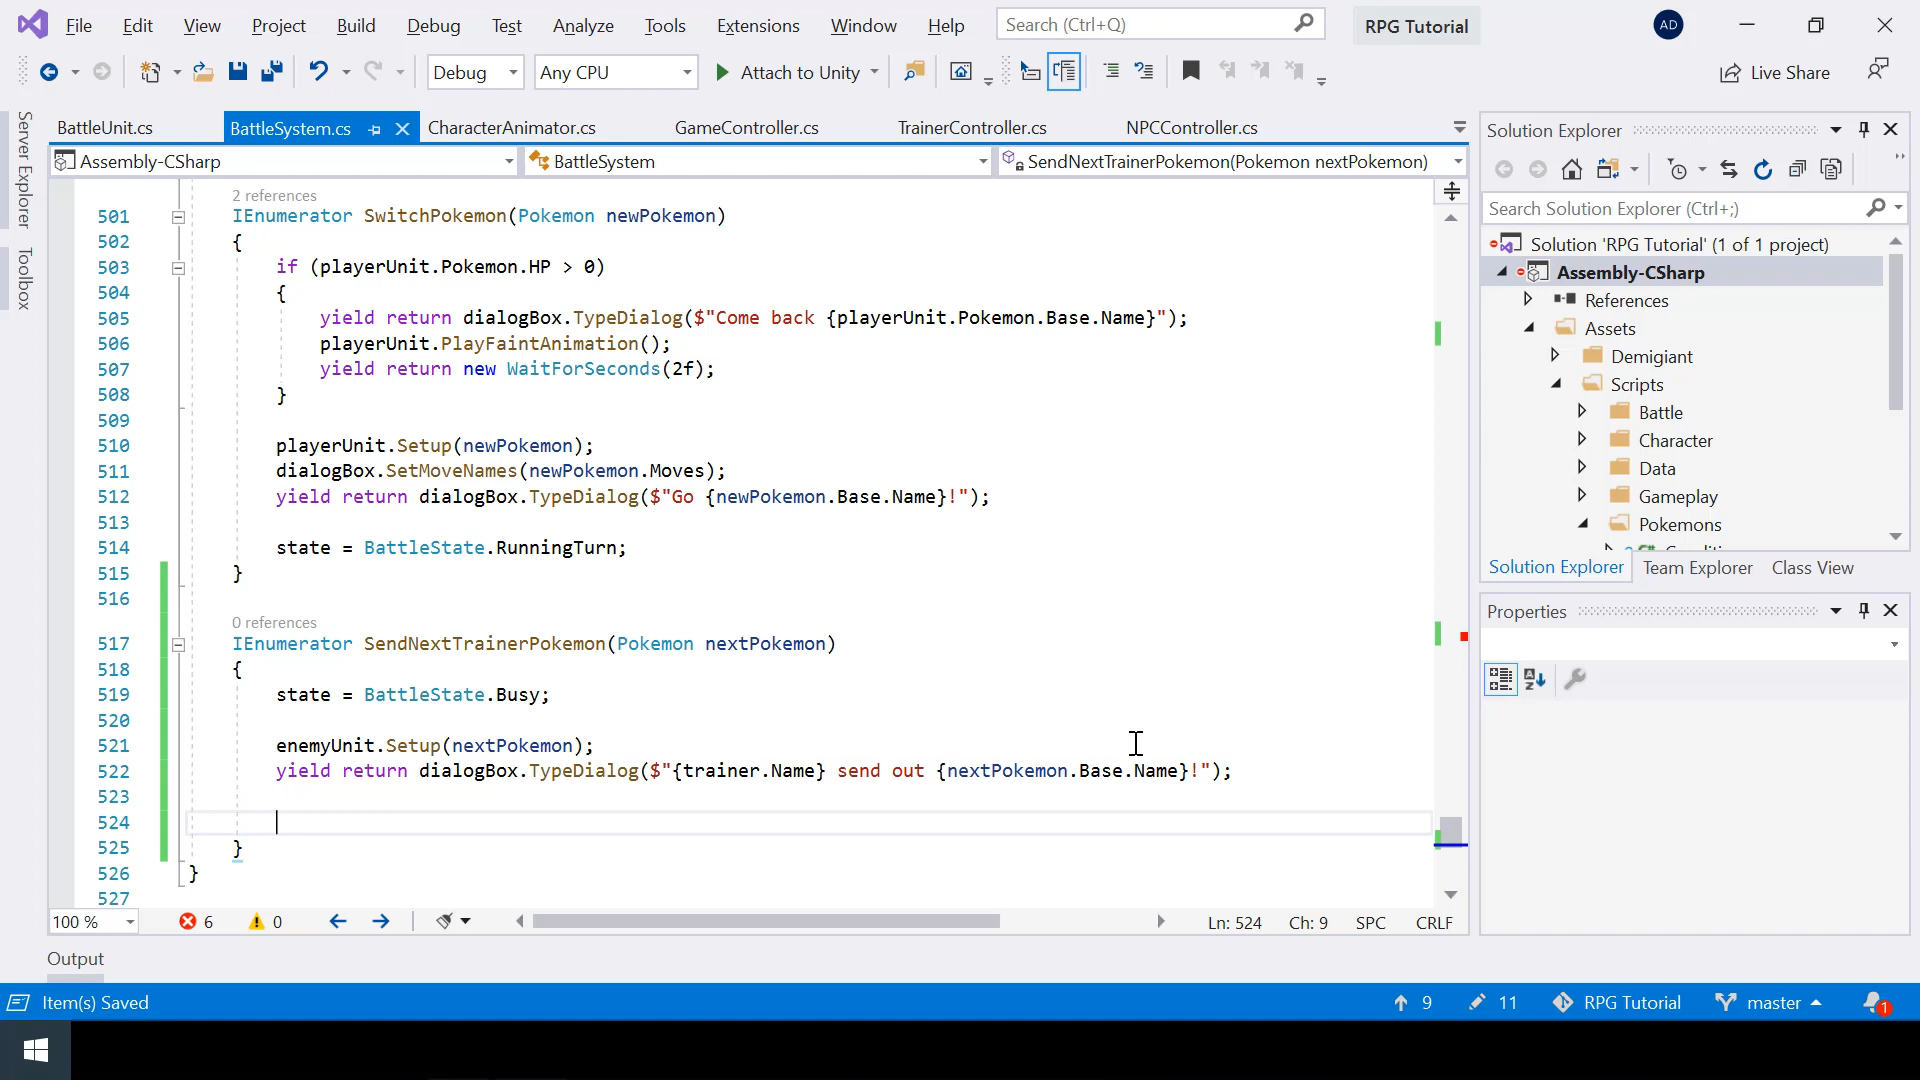 File Edit View Project Build Debug Test Analyze Tools Extensions Window Help Search (Ctrl+Q) RPG Tutorial AD
Debug Any CPU Attach to Unity Live Share
Server Explorer
Toolbox
BattleUnit.cs BattleSystem.cs CharacterAnimator.cs GameController.cs TrainerController.cs NPCController.cs
Assembly-CSharp BattleSystem SendNextTrainerPokemon(Pokemon nextPokemon)
2 references
501 IEnumerator SwitchPokemon(Pokemon newPokemon)
502 {
503 if (playerUnit.Pokemon.HP > 0)
504 {
505 yield return dialogBox.TypeDialog($"Come back {playerUnit.Pokemon.Base.Name}");
506 playerUnit.PlayFaintAnimation();
507 yield return new WaitForSeconds(2f);
508 }
509
510 playerUnit.Setup(newPokemon);
511 dialogBox.SetMoveNames(newPokemon.Moves);
512 yield return dialogBox.TypeDialog($"Go {newPokemon.Base.Name}!");
513
514 state = BattleState.RunningTurn;
515 }
516
0 references
517 IEnumerator SendNextTrainerPokemon(Pokemon nextPokemon)
518 {
519 state = BattleState.Busy;
520
521 enemyUnit.Setup(nextPokemon);
522 yield return dialogBox.TypeDialog($"{trainer.Name} send out {nextPokemon.Base.Name}!");
523
524
525 }
526 }
527
100 % 6 0 Ln: 524 Ch: 9 SPC CRLF
Solution Explorer
Search Solution Explorer (Ctrl+;)
Solution 'RPG Tutorial' (1 of 1 project)
Assembly-CSharp
References
Assets
Demigiant
Scripts
Battle
Character
Data
Gameplay
Pokemons
Solution Explorer Team Explorer Class View
Properties
Output
Item(s) Saved 9 11 RPG Tutorial master 1